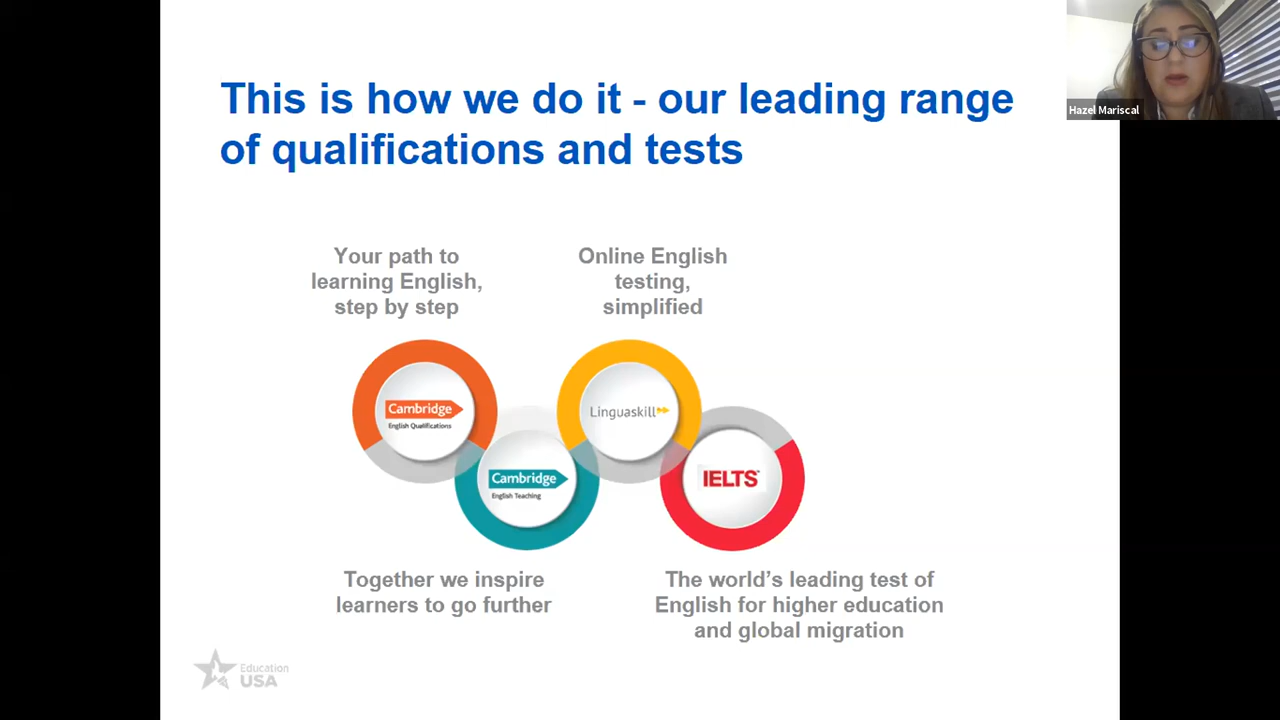 This is how we do it - our leading range
of qualifications and tests
Hazel Mariscal
Your path to
learning English,
step by step
Online English
testing,
simplified
Cambridge
English Qualifications
Linguaskill
Cambridge
English Teaching
IELTS™
Together we inspire
learners to go further
The world’s leading test of
English for higher education
and global migration
Education
USA